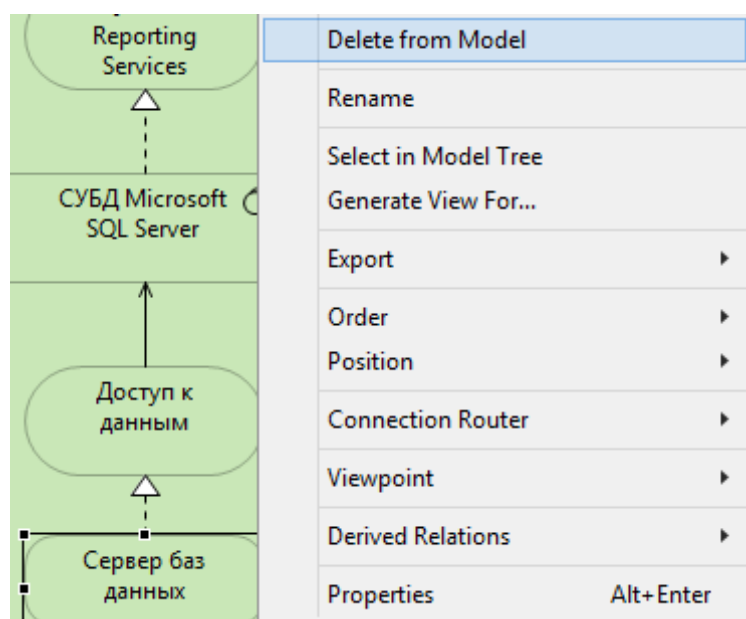 Reporting
Services
СУБД Microsoft
SQL Server
Доступ к
данным
Сервер баз
данных
Delete from Model
Rename
Select in Model Tree
Generate View For...
Export
Order
Position
Connection Router
Viewpoint
Derived Relations
Properties Alt+Enter